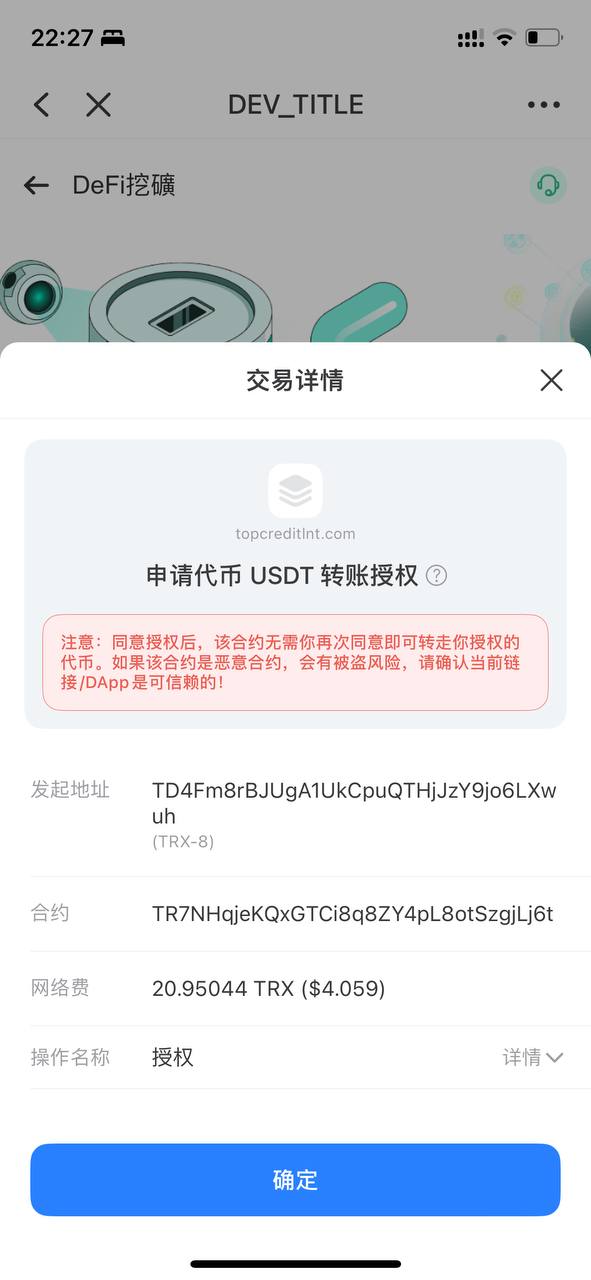 22:27
DEV_TITLE
DeFi挖礦
交易详情
topcreditlnt.com
申请代币 USDT 转账授权
注意：同意授权后，该合约无需你再次同意即可转走你授权的
代币。如果该合约是恶意合约，会有被盗风险，请确认当前链
接/DApp是可信赖的！
发起地址
TD4Fm8rBJUgA1UkCpuQTHjJzY9jo6LXw
uh
(TRX-8)
合约
TR7NHqjeKQxGTCi8q8ZY4pL8otSzgjLj6t
网络费
20.95044 TRX ($4.059)
操作名称
授权
详情
确定